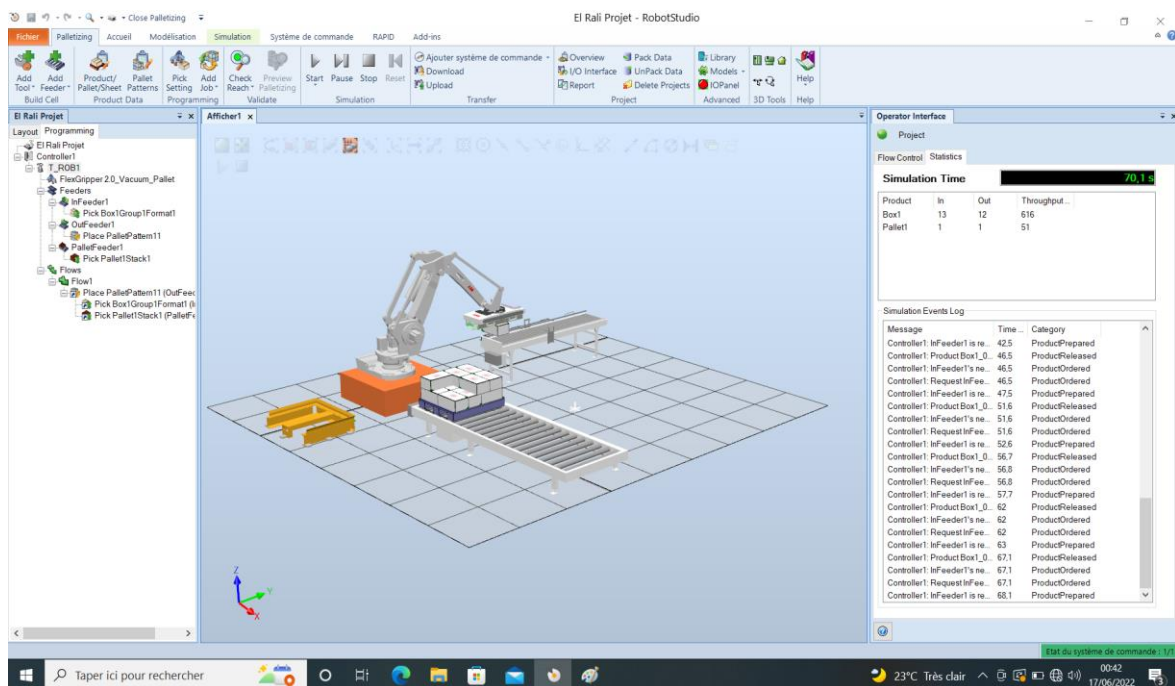 Close Palletizing
El Rali Projet - RobotStudio
Fichier Palletizing Accueil Modélisation Simulation Système de commande RAPID Add-ins
Add Tool Add Feeder Product/ Pallet/Sheet Pallet Patterns Pick Setting Add Job Check Reach Preview Palletizing Start Pause Stop Reset
Ajouter système de commande
Download
Upload
Overview Pack Data
I/O Interface UnPack Data
Report Delete Projects
Library
Models
IOPanel
Help
Build Cell Product Data Programming Validate Simulation Transfer Project Advanced 3D Tools Help
El Rali Projet
Layout Programming
El Rali Projet
Controller1
T_ROB1
FlexGripper 2.0_Vacuum_Pallet
Feeders
InFeeder1
Pick Box1Group1Format1
OutFeeder1
Place PalletPattern11
PalletFeeder1
Pick Pallet1Stack1
Flows
Flow1
Place PalletPattern11 (OutFeec
Pick Box1Group1Format1 (I
Pick Pallet1Stack1 (PalletFe
Afficher1
Z
Y
X
Operator Interface
Project
Flow Control Statistics
Simulation Time 70,1 s
Product In Out Throughput...
Box1 13 12 616
Pallet1 1 1 51
Simulation Events Log
Message Time ... Category
Controller1: InFeeder1 is re... 42,5 ProductPrepared
Controller1: Product Box1_0... 46,5 ProductReleased
Controller1: InFeeder1's ne... 46,5 ProductOrdered
Controller1: Request InFee... 46,5 ProductOrdered
Controller1: InFeeder1 is re... 47,5 ProductPrepared
Controller1: Product Box1_0... 51,6 ProductReleased
Controller1: InFeeder1's ne... 51,6 ProductOrdered
Controller1: Request InFee... 51,6 ProductOrdered
Controller1: InFeeder1 is re... 52,6 ProductPrepared
Controller1: Product Box1_0... 56,7 ProductReleased
Controller1: InFeeder1's ne... 56,8 ProductOrdered
Controller1: Request InFee... 56,8 ProductOrdered
Controller1: InFeeder1 is re... 57,7 ProductPrepared
Controller1: Product Box1_0... 62 ProductReleased
Controller1: InFeeder1's ne... 62 ProductOrdered
Controller1: Request InFee... 62 ProductOrdered
Controller1: InFeeder1 is re... 63 ProductPrepared
Controller1: Product Box1_0... 67,1 ProductReleased
Controller1: InFeeder1's ne... 67,1 ProductOrdered
Controller1: Request InFee... 67,1 ProductOrdered
Controller1: InFeeder1 is re... 68,1 ProductPrepared
Etat du système de commande : 1/1
Taper ici pour rechercher
23°C Très clair
00:42
17/06/2022